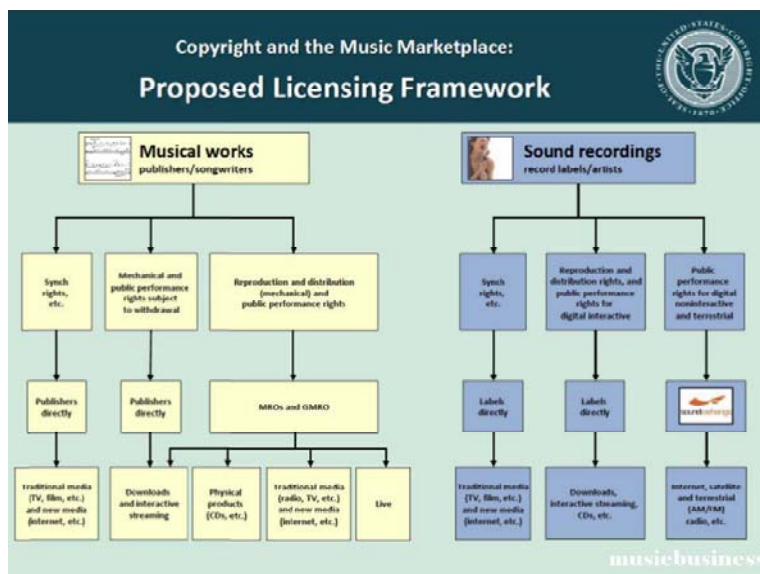 Copyright and the Music Marketplace:
Proposed Licensing Framework
Musical works
publishers/songwriters
Synch
rights,
etc.
Mechanical and
public performance
rights subject
to withdrawal
Reproduction and distribution
(mechanical) and
public performance rights
Publishers
directly
Publishers
directly
MROs and GMRO
Traditional media
(TV, film, etc.)
and new media
(internet, etc.)
Downloads
and interactive
streaming
Physical
products
(CDs, etc.)
Traditional media
(radio, TV, etc.)
and new media
(internet, etc.)
Live
Sound recordings
record labels/artists
Synch
rights,
etc.
Reproduction and
distribution rights, and
public performance
rights for
digital interactive
Public
performance
rights for digital
noninteractive
and terrestrial
Labels
directly
Labels
directly
soundexchange
Traditional media
(TV, film, etc.)
and new media
(internet, etc.)
Downloads,
interactive streaming,
CDs, etc.
Internet, satellite
and terrestrial
(AM/FM)
radio, etc.
musicbusiness